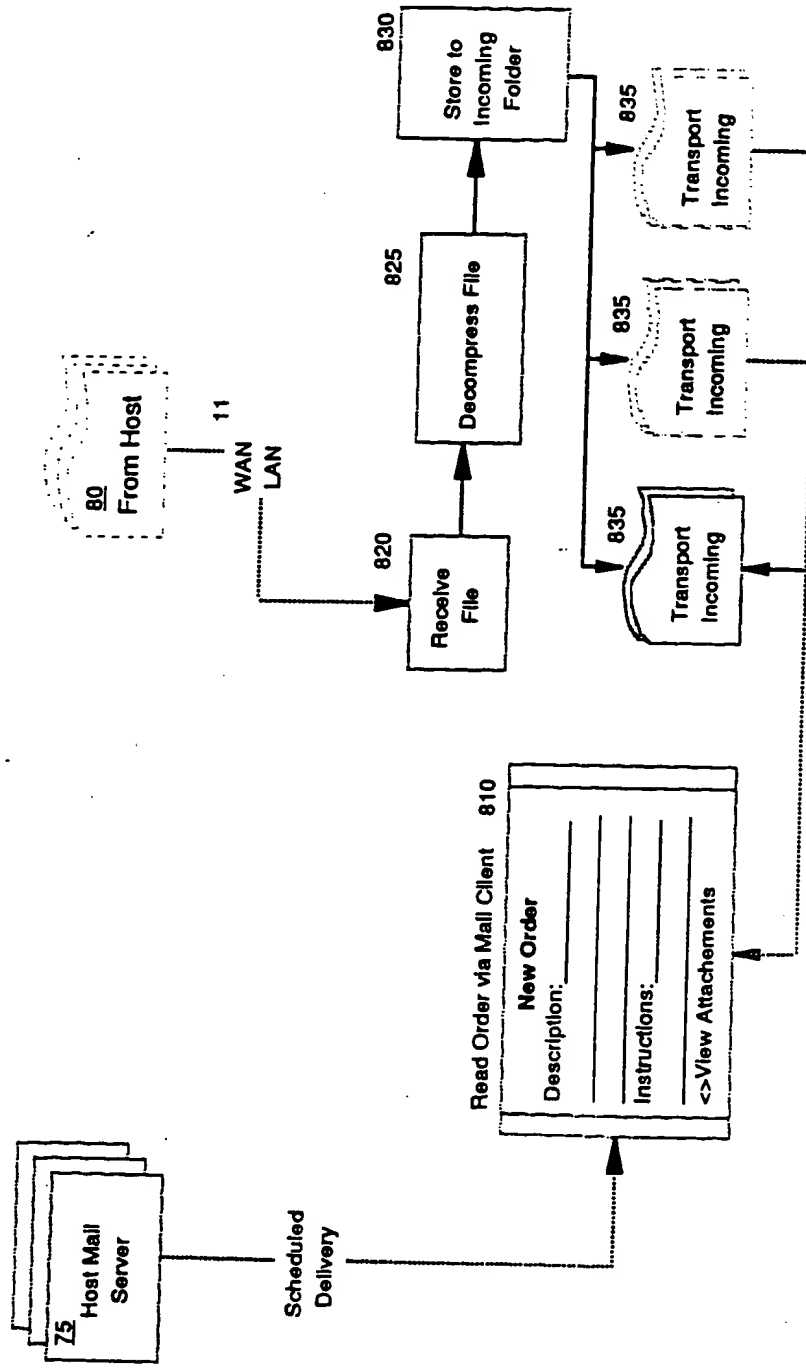 75
Host Mail
Server
Scheduled
Delivery
Read Order via Mail Client 810
New Order
Description:
Instructions:
<>View Attachements
80
From Host
11
WAN
LAN
820
Receive
File
825
Decompress File
830
Store to
Incoming
Folder
835
Transport
Incoming
835
Transport
Incoming
835
Transport
Incoming